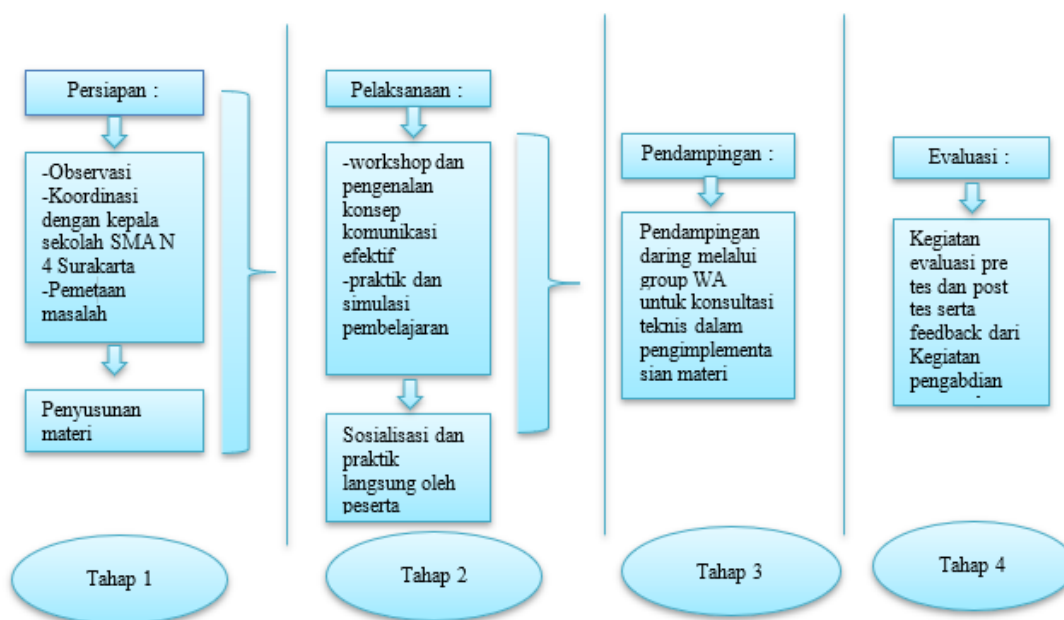 Persiapan :
-Observasi
-Koordinasi
dengan kepala
sekolah SMA N
4 Surakarta
-Pemetaan
masalah
Penyusunan
materi
Tahap 1
Pelaksanaan :
-workshop dan
pengenalan
konsep
komunikasi
efektif
-praktik dan
simulasi
pembelajaran
Sosialisasi dan
praktik
langsung oleh
peserta
Tahap 2
Pendampingan :
Pendampingan
daring melalui
group WA
untuk konsultasi
teknis dalam
pengimplementa
sian materi
Tahap 3
Evaluasi :
Kegiatan
evaluasi pre
tes dan post
tes serta
feedback dari
Kegiatan
pengabdian
Tahap 4